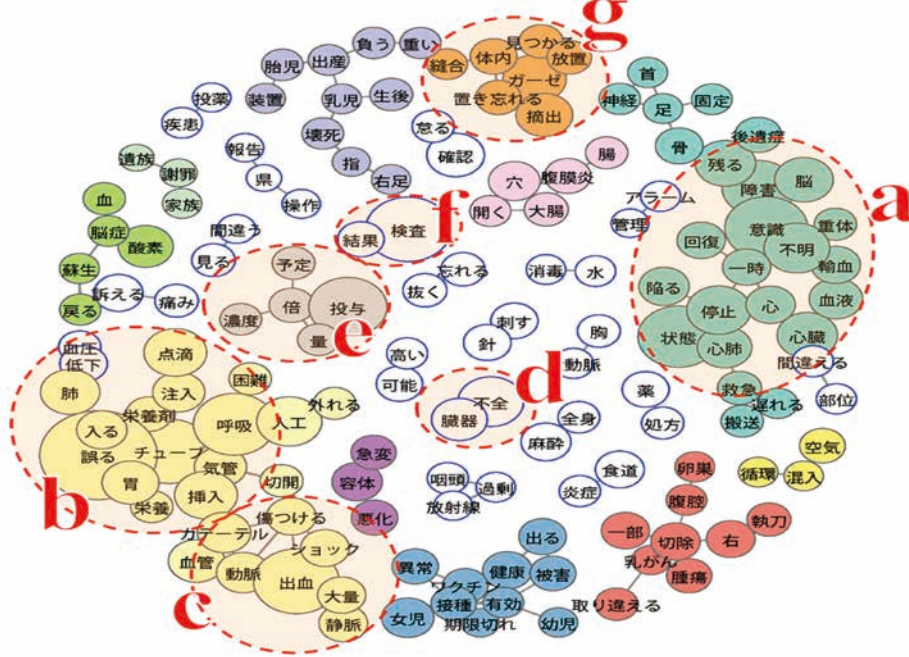 g
負う
重い
見つかる
胎児
出産
縫合
体内
放置
ガーゼ
首
装置
乳児
生後
置き忘れる
摘出
神経
足
固定
投薬
疾患
壊死
怠る
確認
骨
後遺症
遺族
謝罪
家族
報告
県
操作
指
右足
腸
穴
腹膜炎
開く
大腸
残る
障害
脳
a
アラーム
管理
意識
重体
血
脳症
酸素
間違う
見る
f
結果
検査
回復
不明
一時
輸血
蘇生
戻る
訴える
痛み
予定
倍
投与
濃度
量
e
忘れる
抜く
消毒
水
陥る
停止
心
血液
状態
心肺
心臓
血圧
低下
点滴
刺す
針
胸
動脈
間違える
部位
肺
注入
困難
高い
可能
d
不全
臓器
薬
処方
救急
搬送
遅れる
栄養剤
入る
誤る
チューブ
呼吸
人工
外れる
全身
麻酔
b
胃
気管
挿入
栄養
切開
急変
容体
悪化
咽頭
過剰
放射線
食道
炎症
卵巣
腹腔
空気
循環
混入
傷つける
カテーテル
ショック
血管
動脈
出血
大量
静脈
c
異常
ワクチン
健康
出る
被害
女児
接種
有効
期限切れ
幼児
一部
切除
右
執刀
乳がん
腫瘍
取り違える